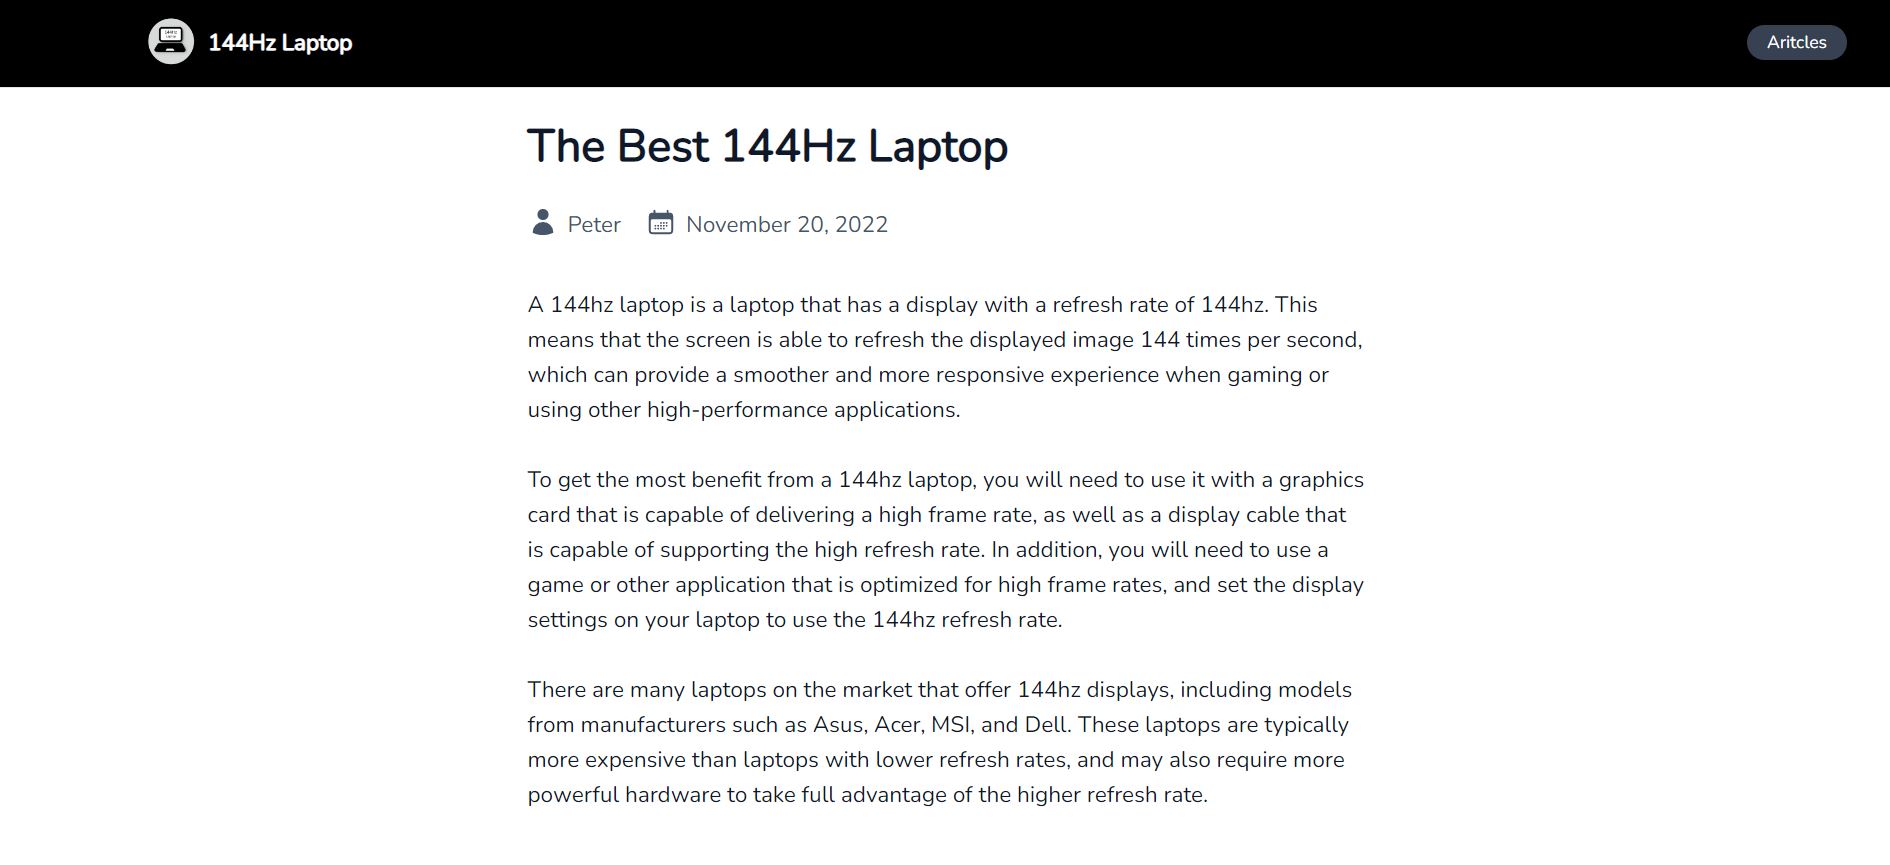 144Hz Laptop
Aritcles
The Best 144Hz Laptop
Peter November 20, 2022
A 144hz laptop is a laptop that has a display with a refresh rate of 144hz. This
means that the screen is able to refresh the displayed image 144 times per second,
which can provide a smoother and more responsive experience when gaming or
using other high-performance applications.
To get the most benefit from a 144hz laptop, you will need to use it with a graphics
card that is capable of delivering a high frame rate, as well as a display cable that
is capable of supporting the high refresh rate. In addition, you will need to use a
game or other application that is optimized for high frame rates, and set the display
settings on your laptop to use the 144hz refresh rate.
There are many laptops on the market that offer 144hz displays, including models
from manufacturers such as Asus, Acer, MSI, and Dell. These laptops are typically
more expensive than laptops with lower refresh rates, and may also require more
powerful hardware to take full advantage of the higher refresh rate.